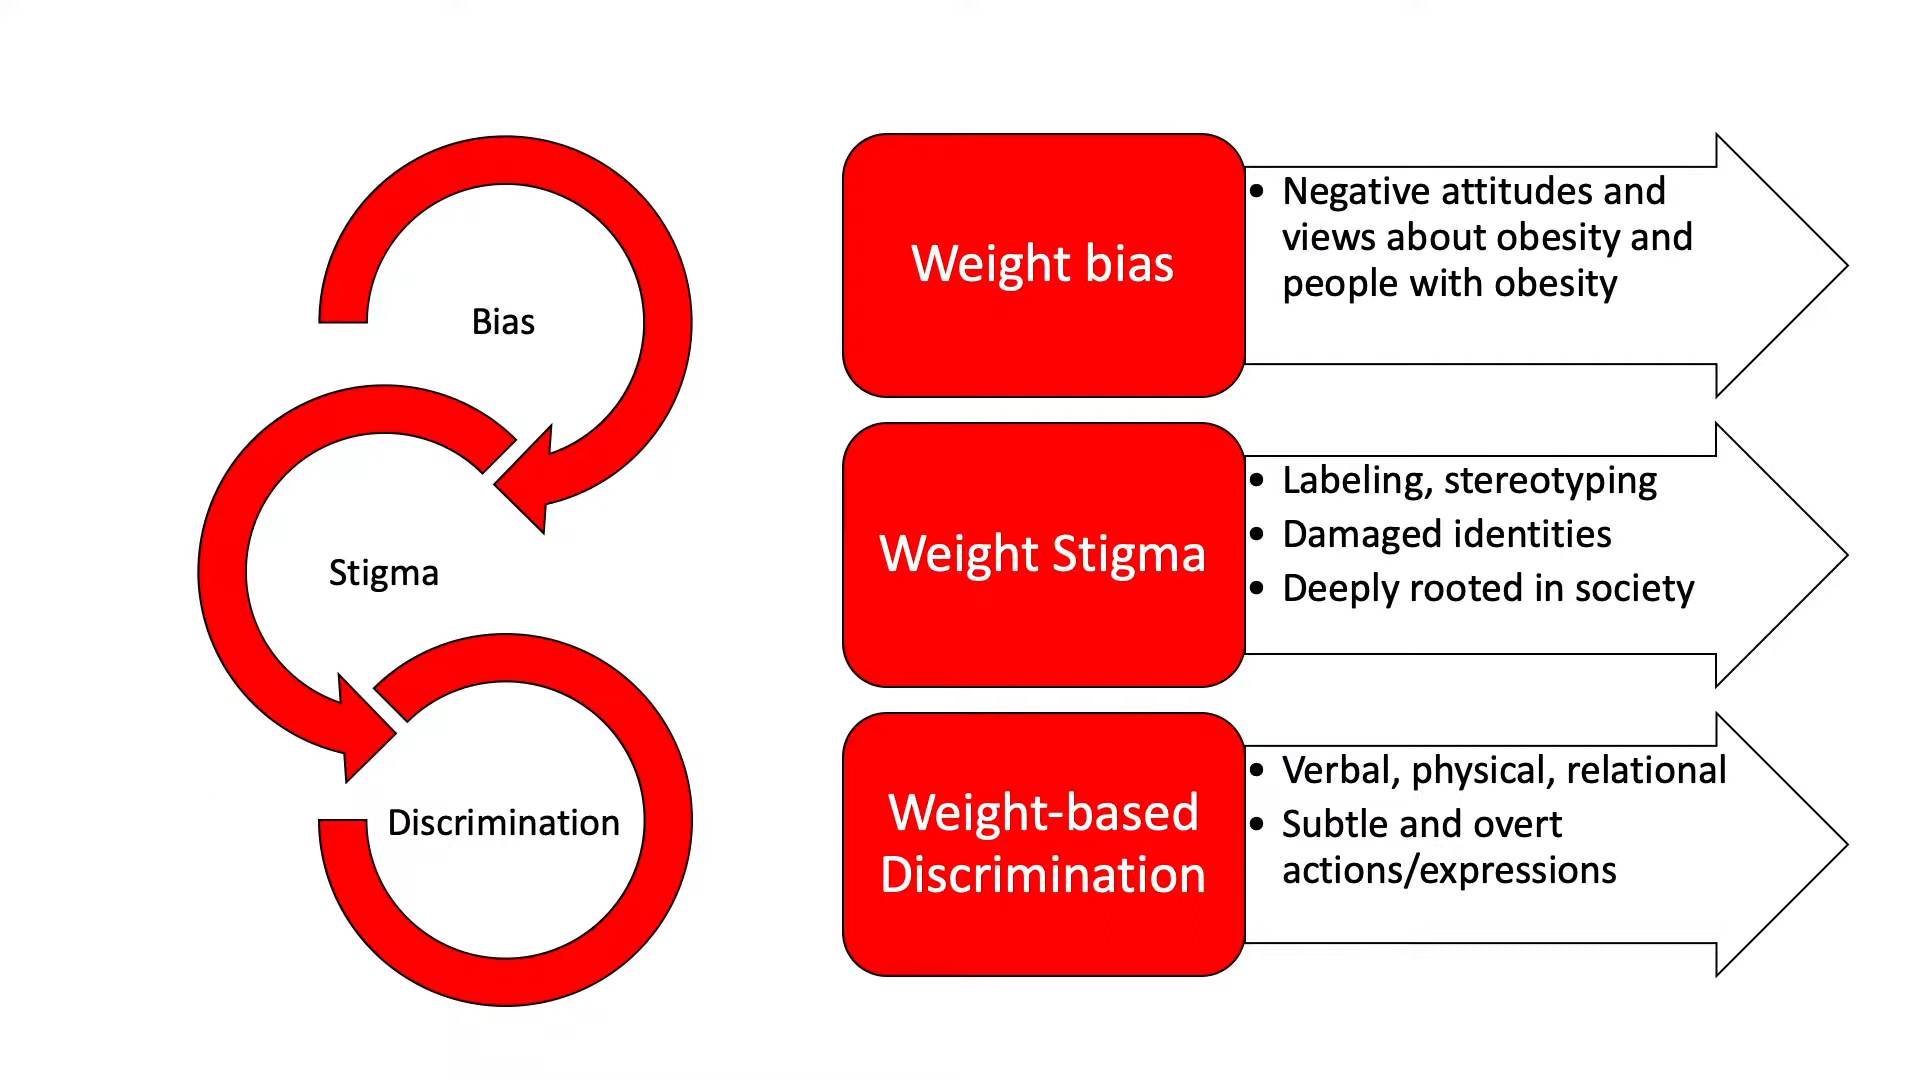 Bias
Stigma
Discrimination
Weight bias
• Negative attitudes and
views about obesity and
people with obesity
Weight Stigma
• Labeling, stereotyping
• Damaged identities
• Deeply rooted in society
Weight-based
Discrimination
• Verbal, physical, relational
• Subtle and overt
actions/expressions